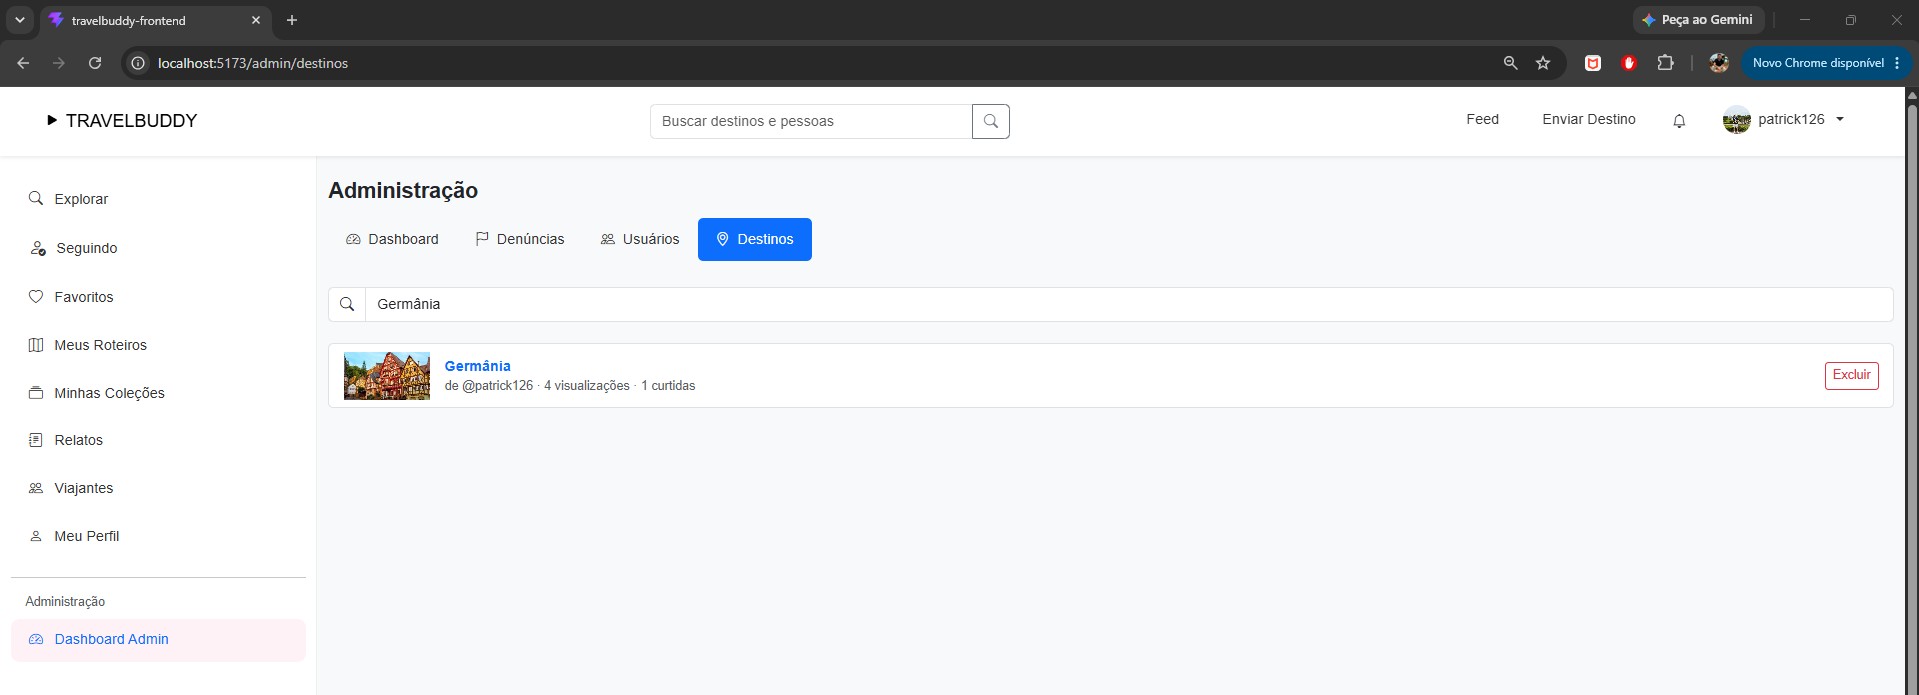 travelbuddy-frontend
Peça ao Gemini
localhost:5173/admin/destinos
Novo Chrome disponível
TRAVELBUDDY
Buscar destinos e pessoas
Feed
Enviar Destino
patrick126
Explorar
Seguindo
Favoritos
Meus Roteiros
Minhas Coleções
Relatos
Viajantes
Meu Perfil
Administração
Dashboard Admin
Administração
Dashboard
Denúncias
Usuários
Destinos
Germânia
Germânia
de @patrick126 · 4 visualizações · 1 curtidas
Excluir